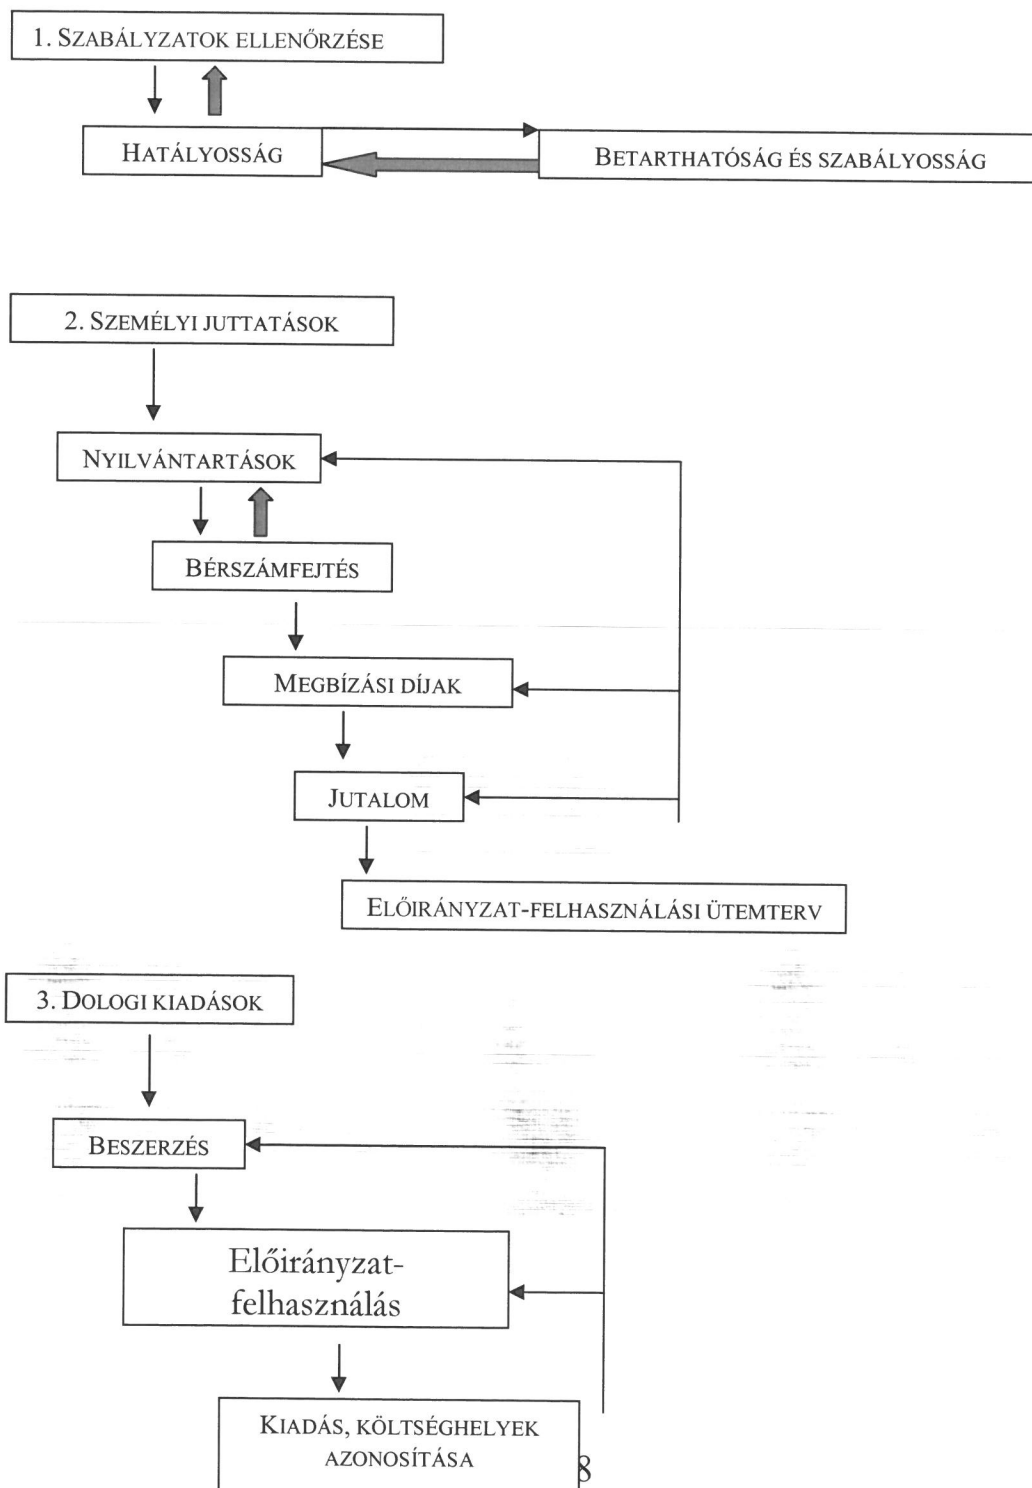 1. SZABÁLYZATOK ELLENŐRZÉSE
HATÁLYOSSÁG
BETARTHATÓSÁG ÉS SZABÁLYOSSÁG
2. SZEMÉLYI JUTTATÁSOK
NYILVÁNTARTÁSOK
BÉRSZÁMFEJTÉS
MEGBÍZÁSI DÍJAK
JUTALOM
ELŐIRÁNYZAT-FELHASZNÁLÁSI ÜTEMTERV
3. DOLOGI KIADÁSOK
BESZERZÉS
Előirányzat-
felhasználás
KIADÁS, KÖLTSÉGHELYEK
AZONOSÍTÁSA
8